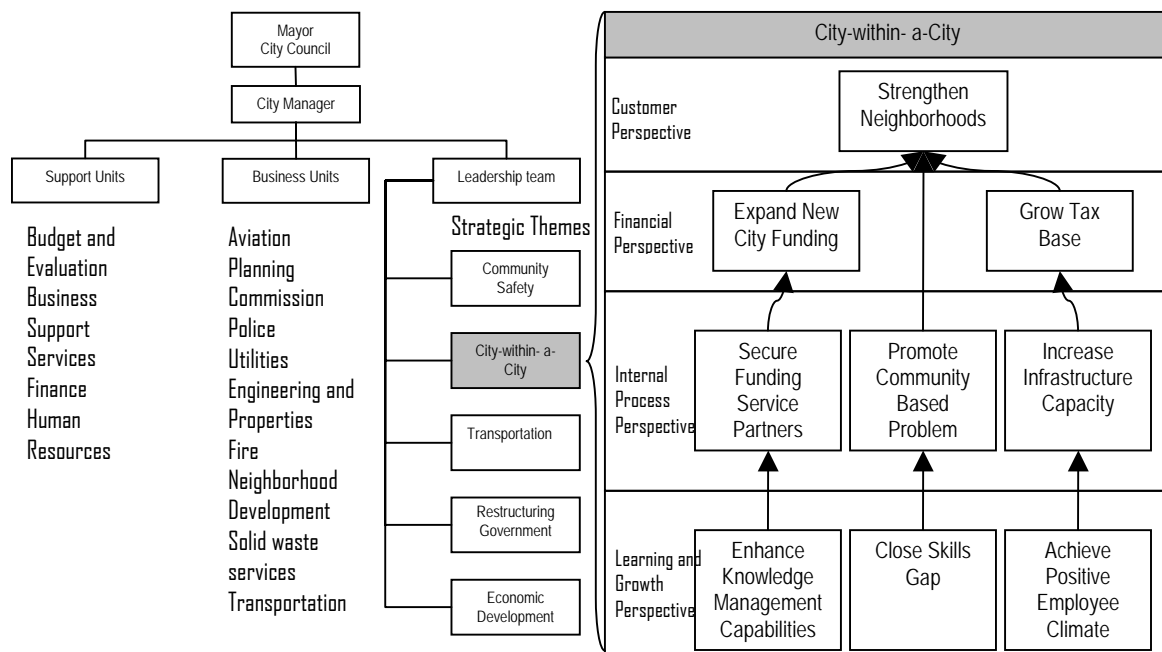 Mayor
City Council
City Manager
Support Units
Business Units
Leadership team
Budget and
Evaluation
Business
Support
Services
Finance
Human
Resources
Aviation
Planning
Commission
Police
Utilities
Engineering and
Properties
Fire
Neighborhood
Development
Solid waste
services
Transportation
Strategic Themes
Community
Safety
City-within- a-
City
Transportation
Restructuring
Government
Economic
Development
City-within- a-City
Customer
Perspective
Strengthen
Neighborhoods
Financial
Perspective
Expand New
City Funding
Grow Tax
Base
Internal
Process
Perspective
Secure
Funding
Service
Partners
Promote
Community
Based
Problem
Increase
Infrastructure
Capacity
Learning and
Growth
Perspective
Enhance
Knowledge
Management
Capabilities
Close Skills
Gap
Achieve
Positive
Employee
Climate